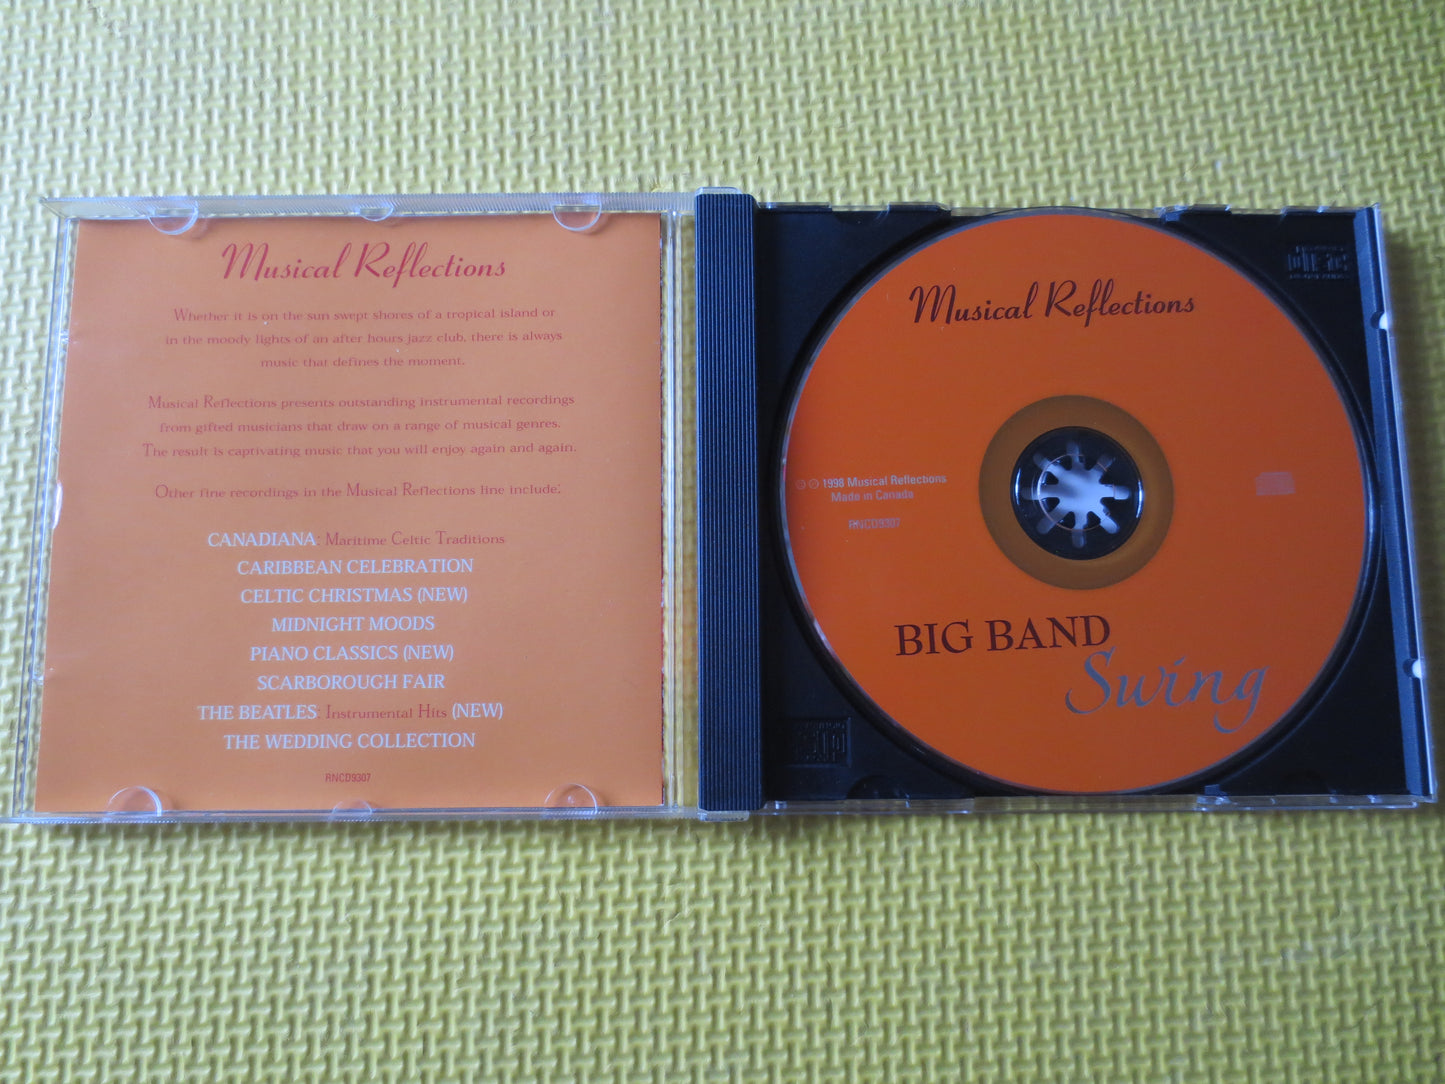 Musical Reflections
Whether it is on the sun swept shores of a tropical island or
in the moody lights of an after hours jazz club, there is always
music that defines the moment.
Musical Reflections presents outstanding instrumental recordings
from gifted musicians that draw on a range of musical genres.
The result is captivating music that you will enjoy again and again.
Other fine recordings in the Musical Reflections line include:
CANADIANA: Maritime Celtic Traditions
CARIBBEAN CELEBRATION
CELTIC CHRISTMAS (NEW)
MIDNIGHT MOODS
PIANO CLASSICS (NEW)
SCARBOROUGH FAIR
THE BEATLES: Instrumental Hits (NEW)
THE WEDDING COLLECTION
RNCD9307
Musical Reflections
℗ © 1998 Musical Reflections
Made in Canada
RNCD9307
BIG BAND
Swing